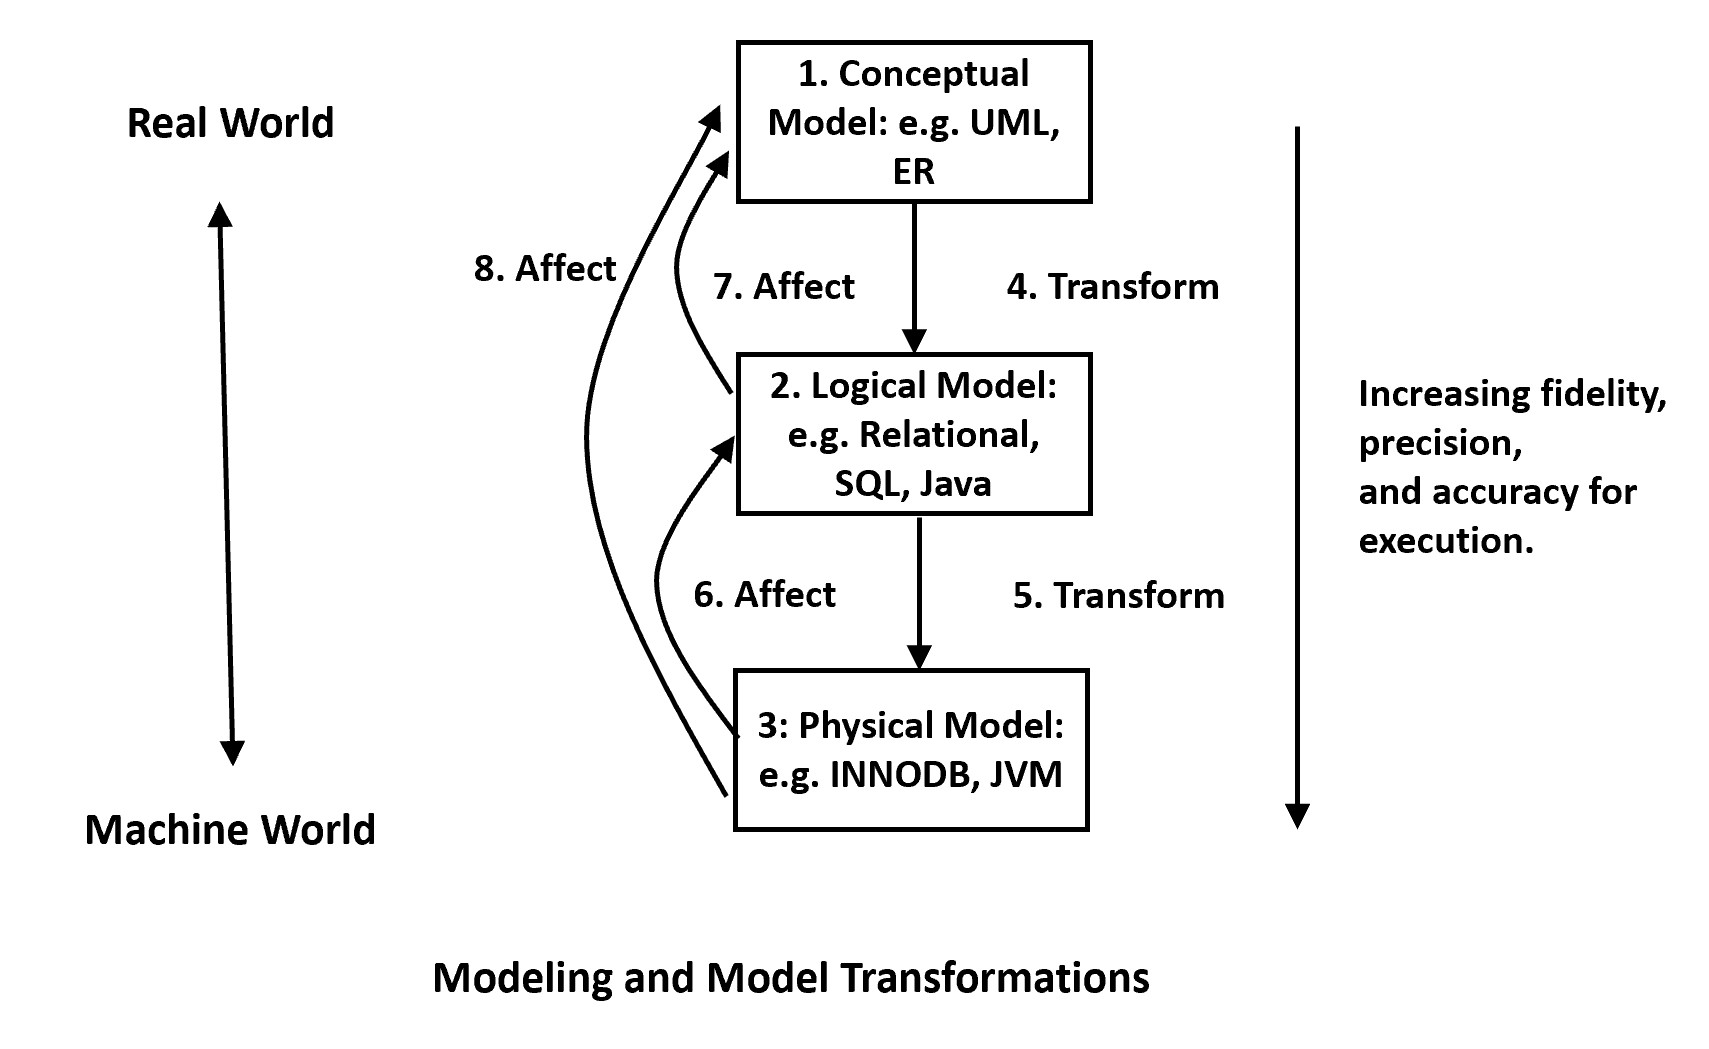 1. Conceptual
Model: e.g. UML,
ER
Real World
8. Affect
7. Affect
4. Transform
2. Logical Model:
e.g. Relational,
SQL, Java
Increasing fidelity,
precision,
and accuracy for
execution.
6. Affect
5. Transform
3: Physical Model:
e.g. INNODB, JVM
Machine World
Modeling and Model Transformations